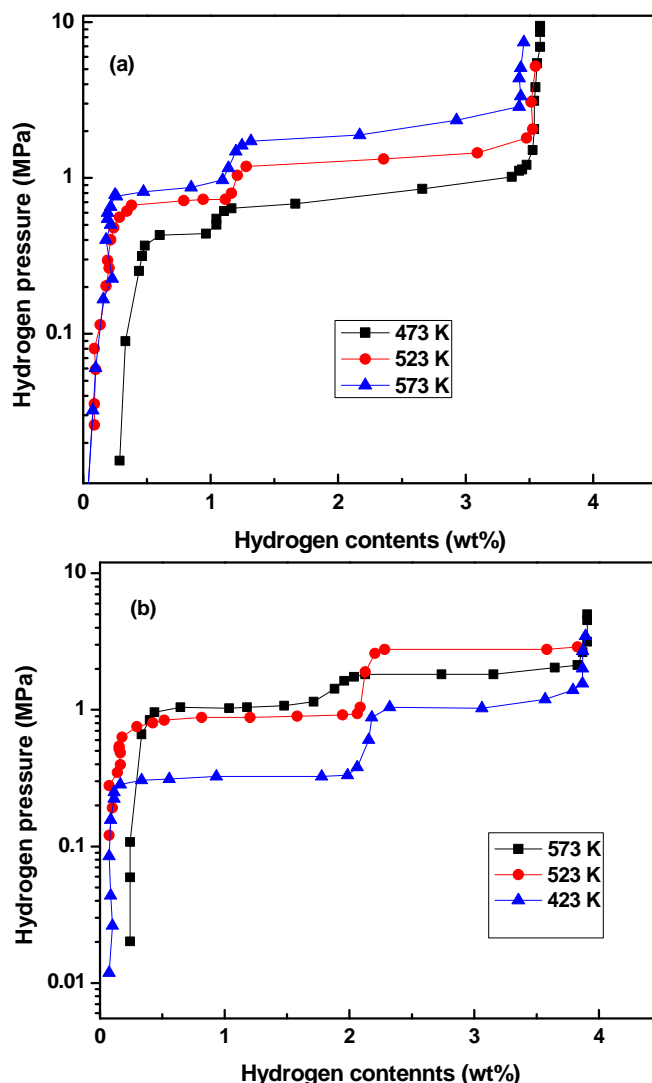 10
(a)
1
0.1
Hydrogen pressure (MPa)
473 K
523 K
573 K
0 1 2 3 4
Hydrogen contents (wt%)
10
(b)
1
0.1
0.01
Hydrogen pressure (MPa)
573 K
523 K
423 K
0 1 2 3 4
Hydrogen contennts (wt%)